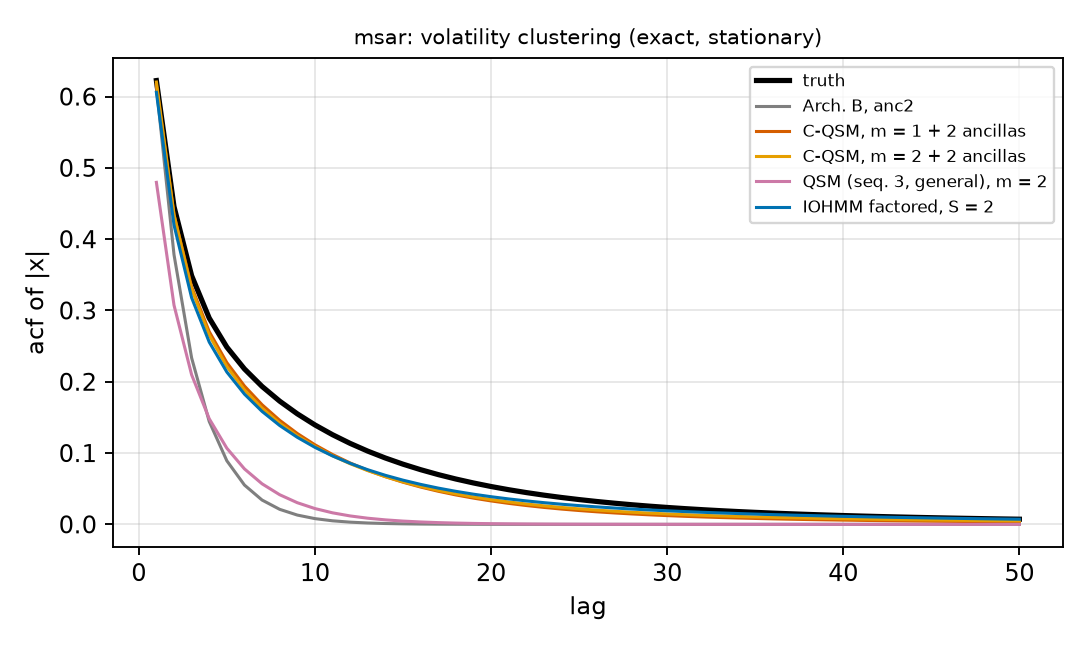 msar: volatility clustering (exact, stationary)
truth
Arch. B, anc2
C-QSM, m = 1 + 2 ancillas
C-QSM, m = 2 + 2 ancillas
QSM (seq. 3, general), m = 2
IOHMM factored, S = 2
acf of |x|
0.6
0.5
0.4
0.3
0.2
0.1
0.0
0 10 20 30 40 50
lag